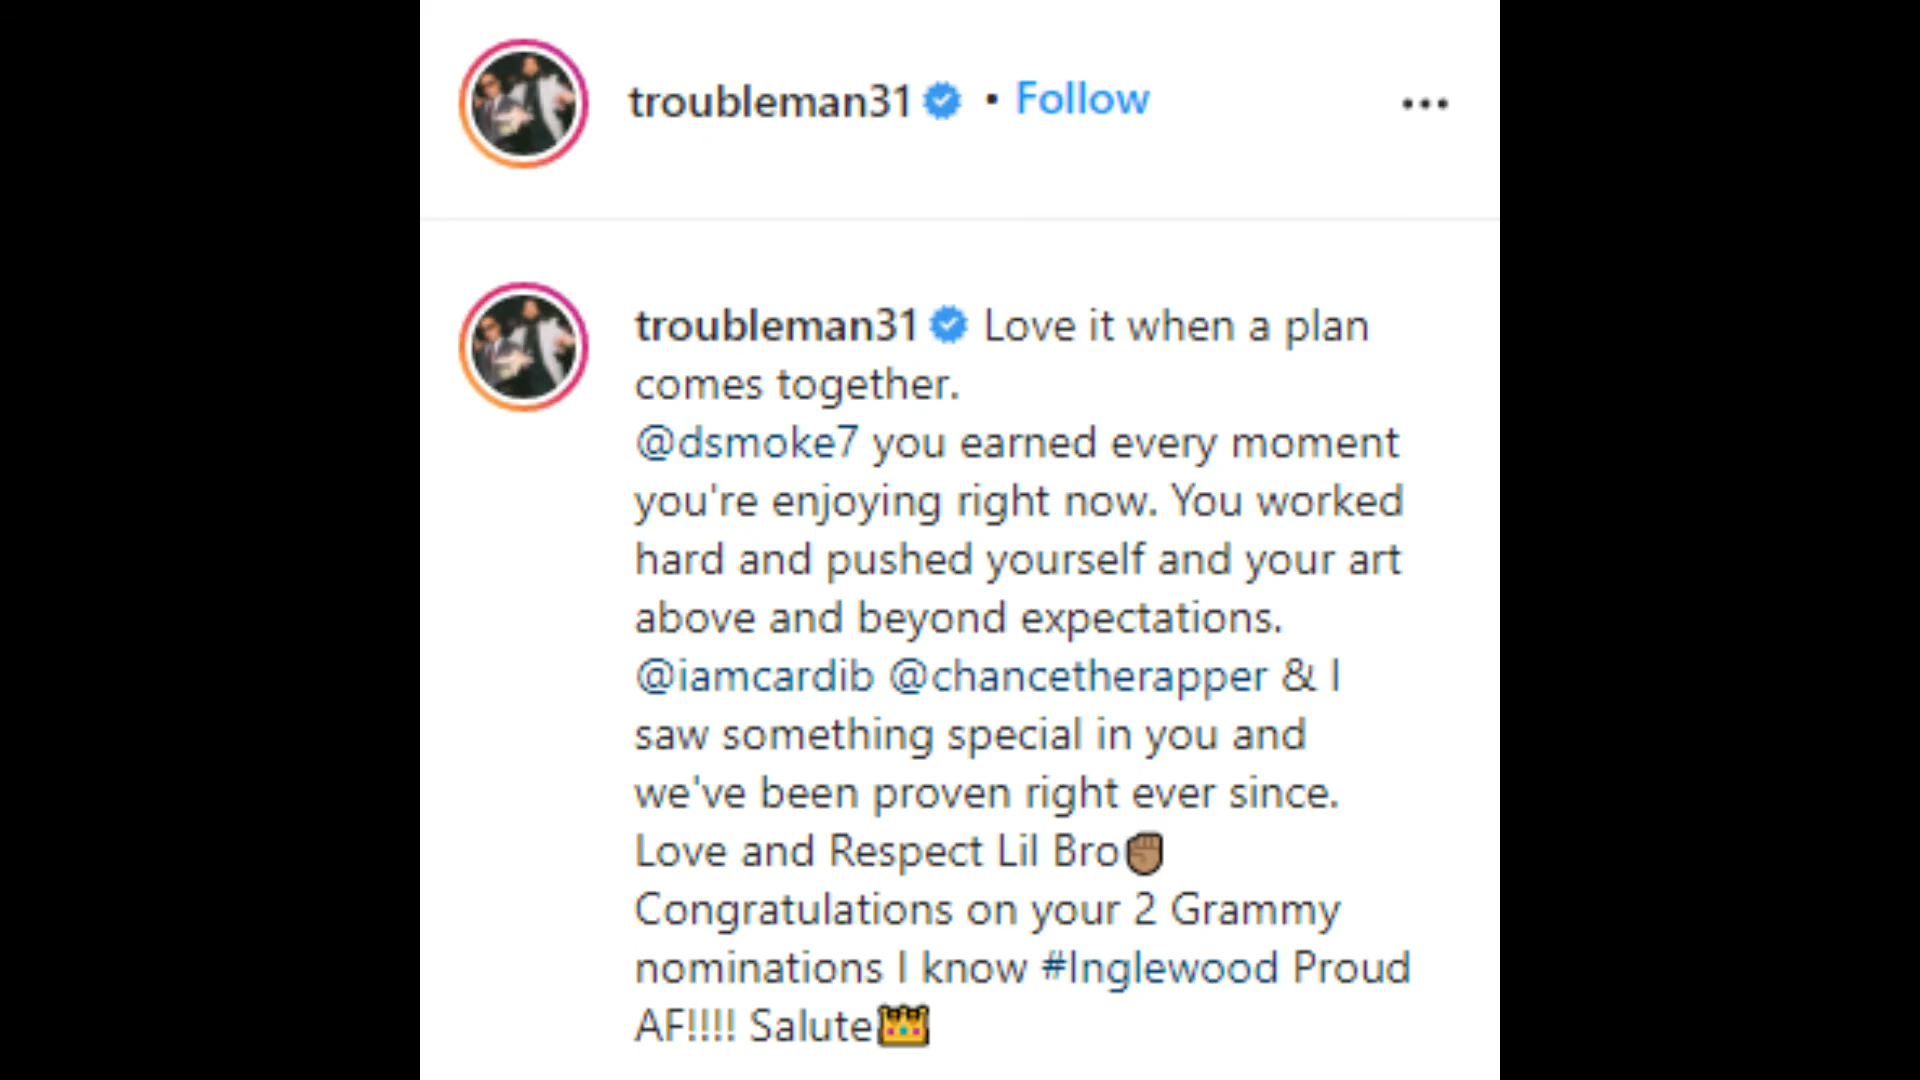 troubleman31 • Follow
troubleman31 Love it when a plan
comes together.
@dsmoke7 you earned every moment
you're enjoying right now. You worked
hard and pushed yourself and your art
above and beyond expectations.
@iamcardib @chancetherapper & I
saw something special in you and
we've been proven right ever since.
Love and Respect Lil Bro✊🏾
Congratulations on your 2 Grammy
nominations I know #Inglewood Proud
AF!!!! Salute👑